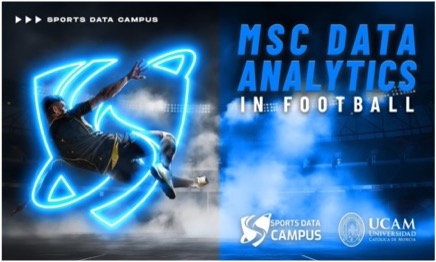 ▶▶▶ SPORTS DATA CAMPUS
MSC DATA
ANALYTICS
IN FOOTBALL
SPORTS DATA
CAMPUS
UCAM
UNIVERSIDAD
CATÓLICA DE MURCIA